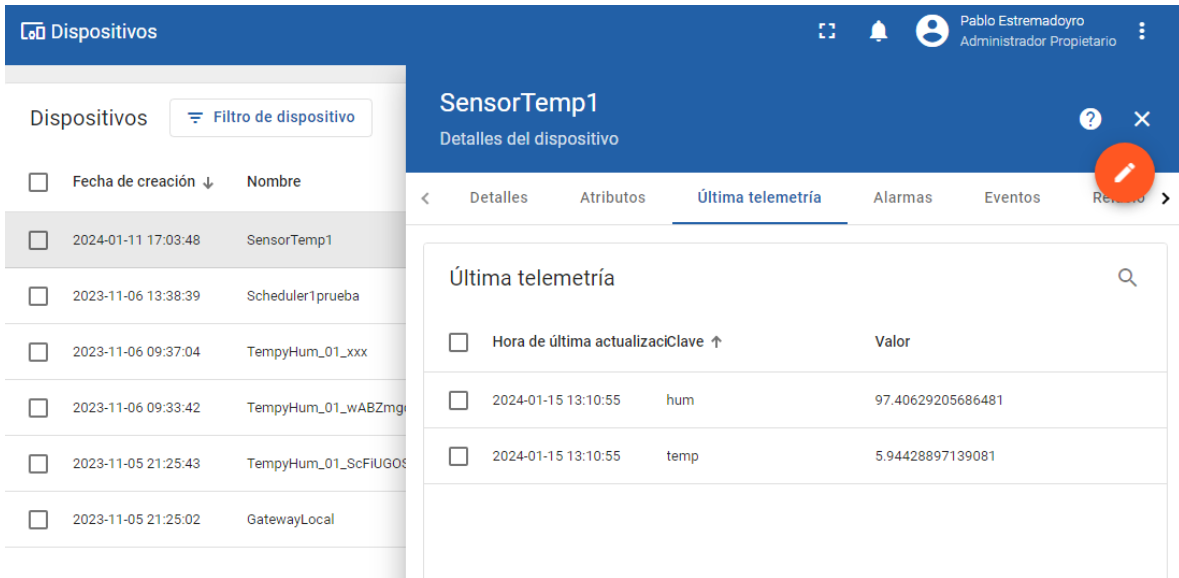 Dispositivos
Pablo Estremadoyro
Administrador Propietario
Dispositivos
Filtro de dispositivo
Fecha de creación Nombre
2024-01-11 17:03:48 SensorTemp1
2023-11-06 13:38:39 Scheduler1prueba
2023-11-06 09:37:04 TempyHum_01_xxx
2023-11-06 09:33:42 TempyHum_01_wABZmg
2023-11-05 21:25:43 TempyHum_01_ScFiUGOS
2023-11-05 21:25:02 GatewayLocal
SensorTemp1
Detalles del dispositivo
Detalles Atributos Última telemetría Alarmas Eventos
Última telemetría
Hora de última actualizaci Clave Valor
2024-01-15 13:10:55 hum 97.40629205686481
2024-01-15 13:10:55 temp 5.94428897139081